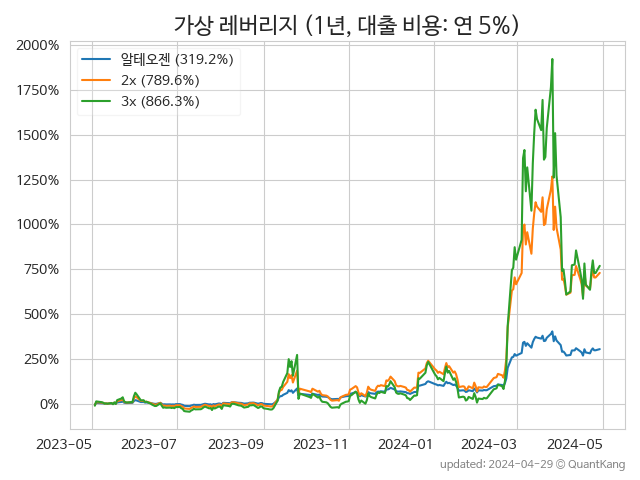 가상 레버리지 (1년, 대출 비용: 연 5%)
2000%
1750%
1500%
1250%
1000%
750%
500%
250%
0%
알테오젠 (319.2%)
2x (789.6%)
3x (866.3%)
2023-05 2023-07 2023-09 2023-11 2024-01 2024-03 2024-05
updated: 2024-04-29 © QuantKang